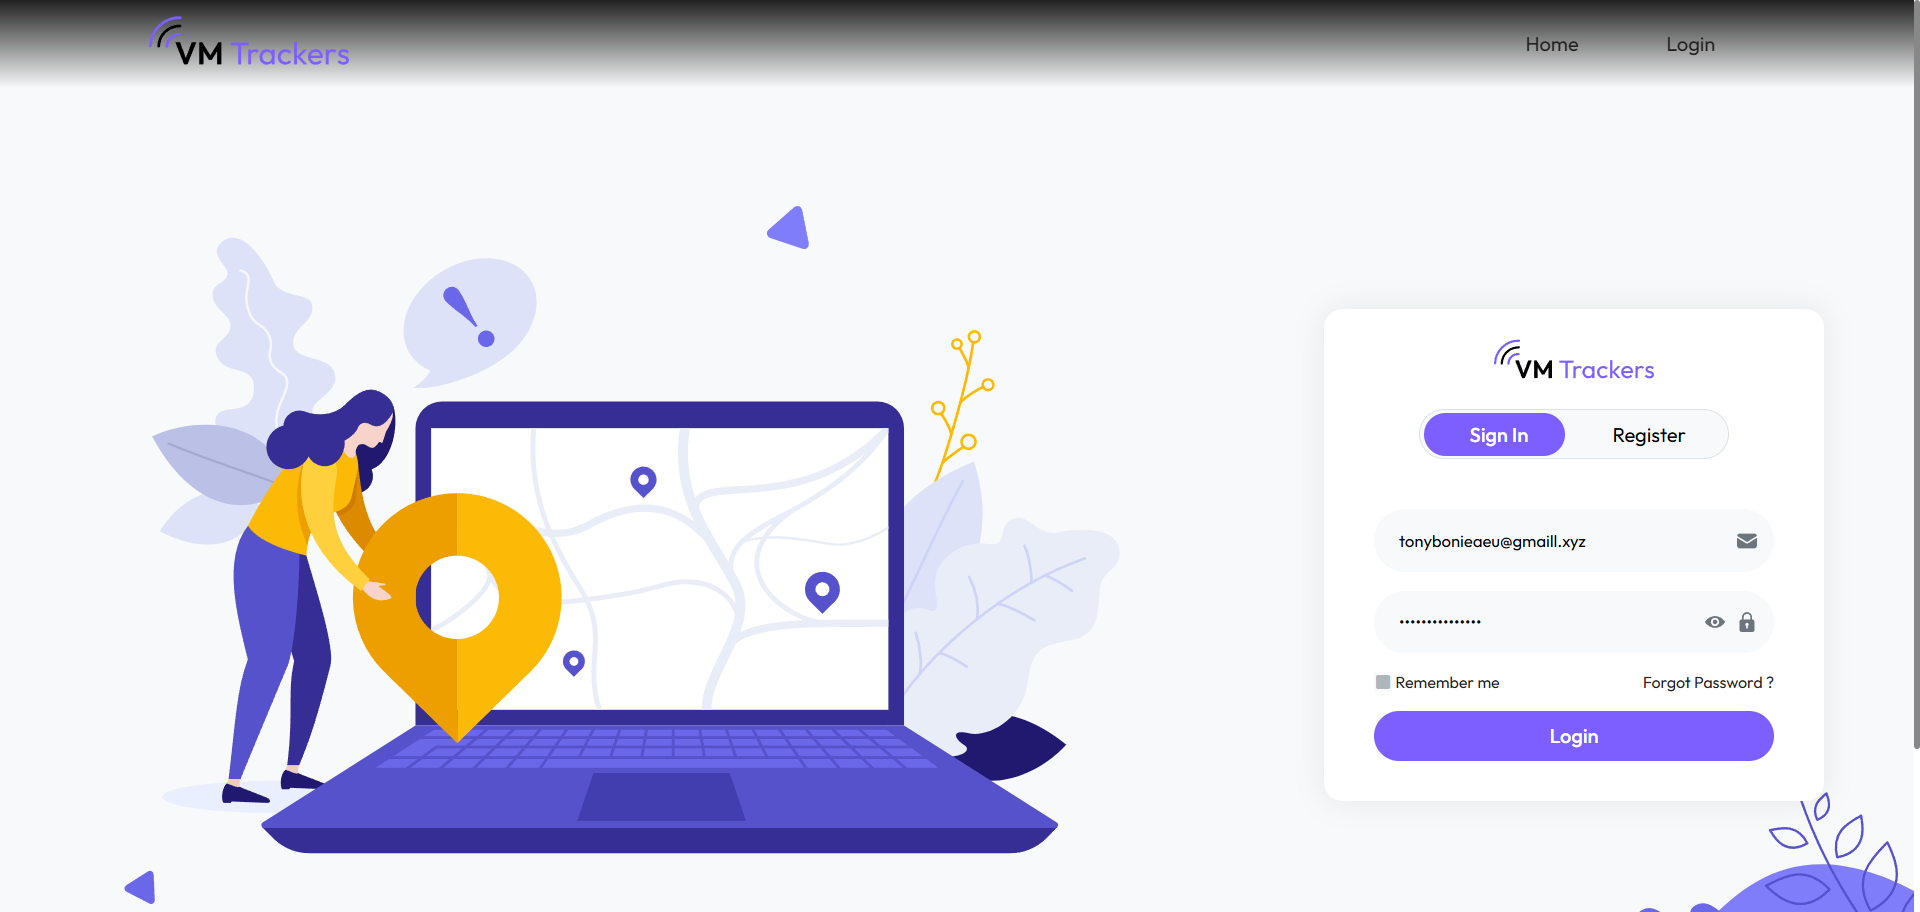 VM Trackers
Home
Login
VM Trackers
Sign In
Register
tonybonieaeu@gmaill.xyz
Remember me
Forgot Password ?
Login